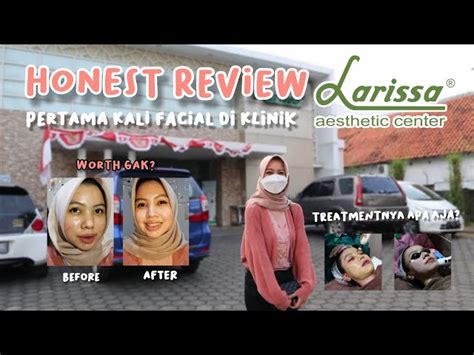 HONEST REVIEW
PERTAMA KALI FACIAL DI KLINIK
Larissa®
aesthetic center
WORTH GAK?
BEFORE
AFTER
TREATMENTNYA APA AJA?